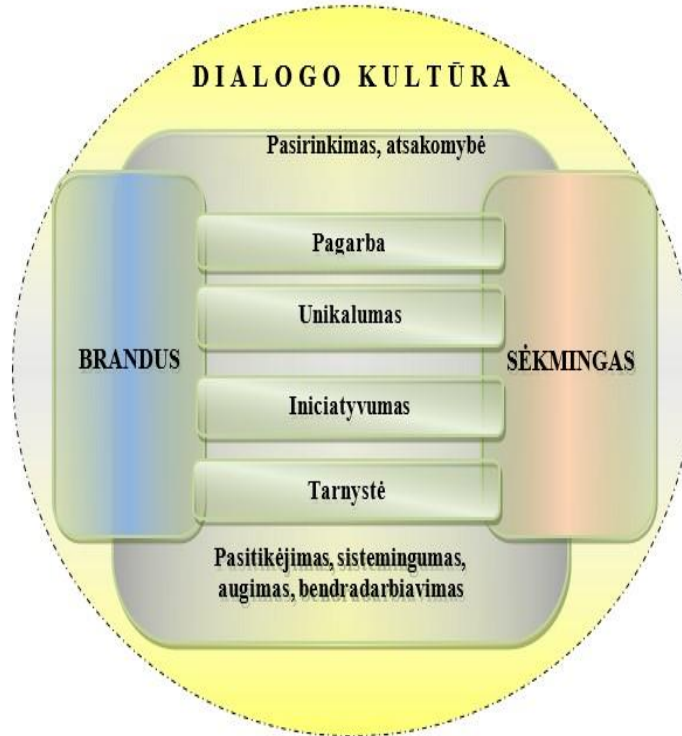 DIALOGO KULTŪRA
Pasirinkimas, atsakomybė
Pagarba
Unikalumas
BRANDUS
SĖKMINGAS
Iniciatyvumas
Tarnystė
Pasitikėjimas, sistemingumas,
augimas, bendradarbiavimas